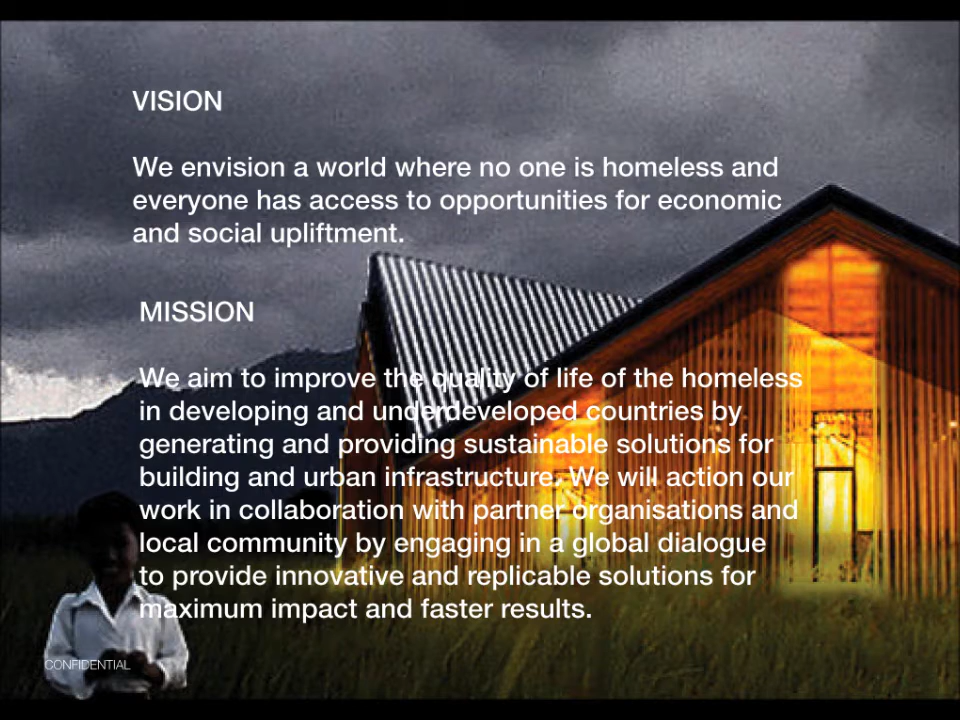 VISION
We envision a world where no one is homeless and
everyone has access to opportunities for economic
and social upliftment.
MISSION
We aim to improve the quality of life of the homeless
in developing and underdeveloped countries by
generating and providing sustainable solutions for
building and urban infrastructure. We will action our
work in collaboration with partner organisations and
local community by engaging in a global dialogue
to provide innovative and replicable solutions for
maximum impact and faster results.
CONFIDENTIAL